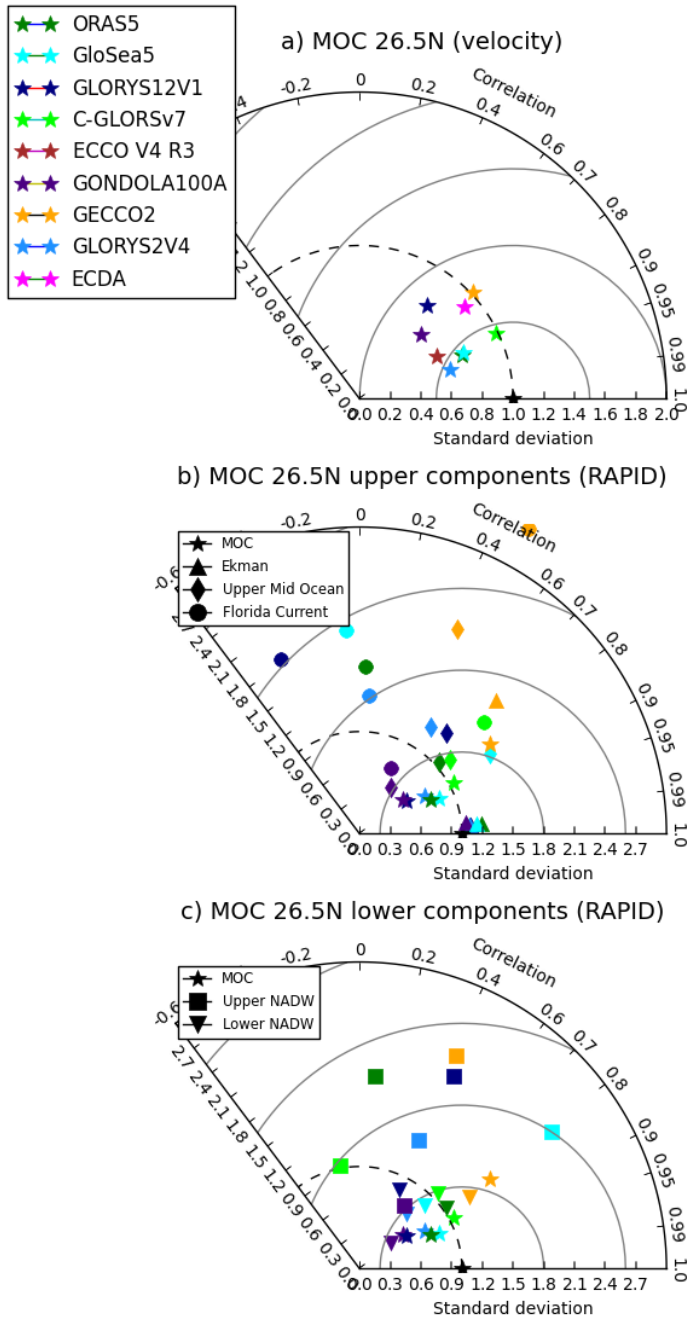 ORAS5
GloSea5
GLORYS12V1
C-GLORSv7
ECCO V4 R3
GONDOLA100A
GECCO2
GLORYS2V4
ECDA
a) MOC 26.5N (velocity)
0 0.2 0.4 0.6 0.7 0.8 0.9 0.95 0.99 1.0
Correlation
1.0 0.8 0.6 0.4 0.2 0.0
0.0 0.2 0.4 0.6 0.8 1.0 1.2 1.4 1.6 1.8 2.0
Standard deviation
b) MOC 26.5N upper components (RAPID)
-0.6 -0.2 0 0.2 0.4 0.6 0.7 0.8 0.9 0.95 0.99 1.0
Correlation
MOC
Ekman
Upper Mid Ocean
Florida Current
2.4 2.1 1.8 1.5 1.2 0.9 0.6 0.3 0.0
0.0 0.3 0.6 0.9 1.2 1.5 1.8 2.1 2.4 2.7
Standard deviation
c) MOC 26.5N lower components (RAPID)
-0.6 -0.2 0 0.2 0.4 0.6 0.7 0.8 0.9 0.95 0.99 1.0
Correlation
MOC
Upper NADW
Lower NADW
2.7 2.4 2.1 1.8 1.5 1.2 0.9 0.6 0.3 0.0
0.0 0.3 0.6 0.9 1.2 1.5 1.8 2.1 2.4 2.7
Standard deviation